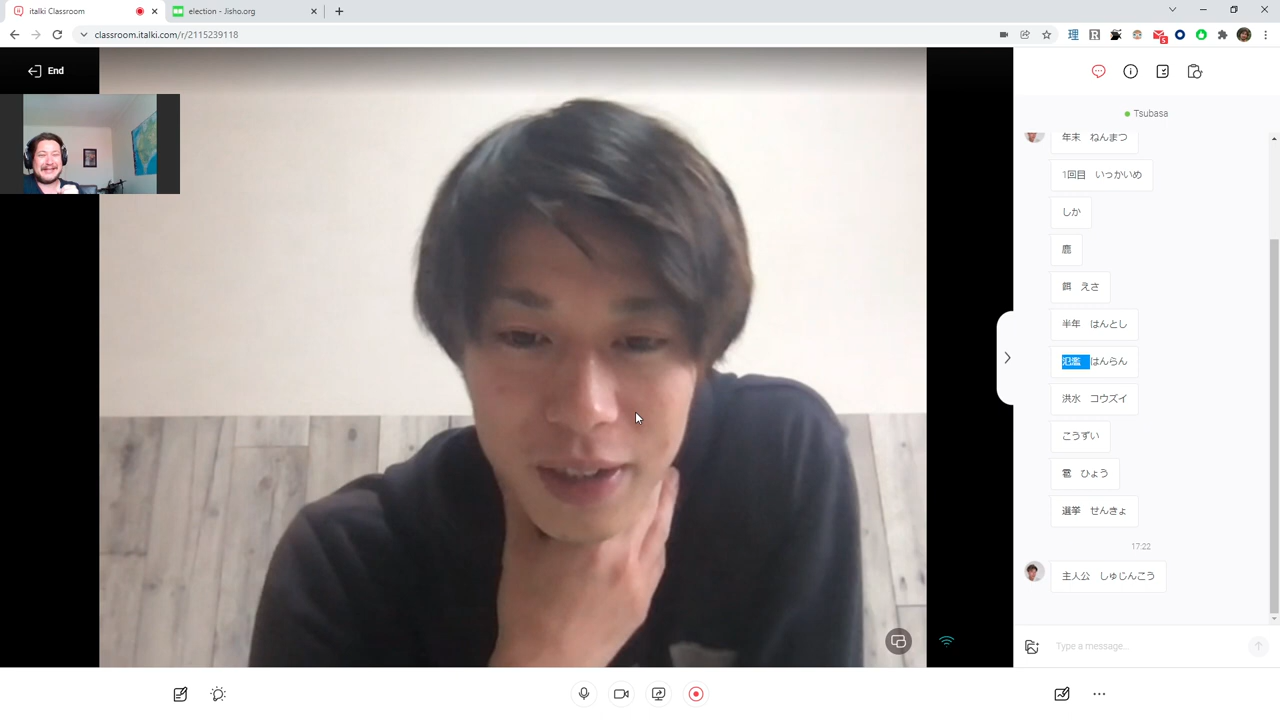 italki Classroom
election - Jisho.org
classroom.italki.com/r/2115239118
5
End
Tsubasa
年末　ねんまつ
1回目　いっかいめ
しか
鹿
餌　えさ
半年　はんとし
氾濫　はんらん
洪水　コウズイ
こうずい
雹　ひょう
選挙　せんきょ
17:22
主人公　しゅじんこう
Type a message...